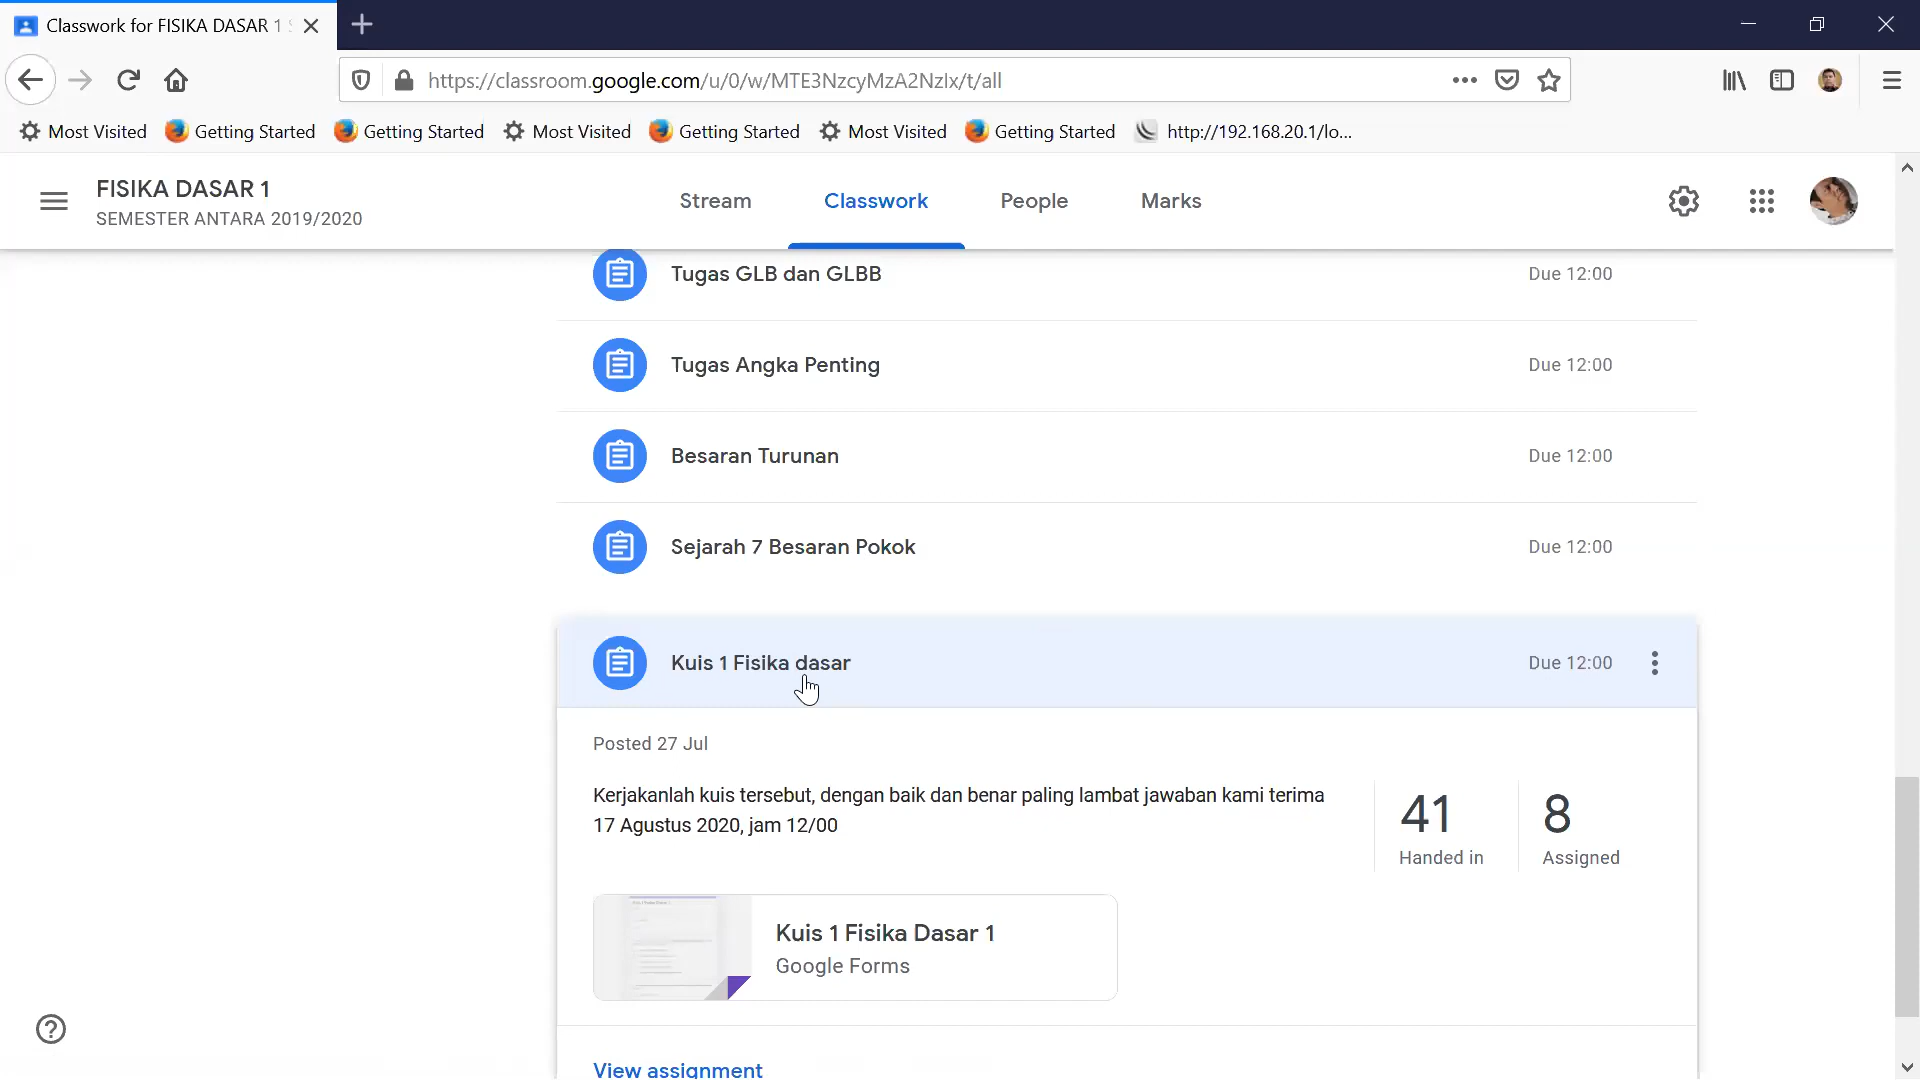 Classwork for FISIKA DASAR 1
https://classroom.google.com/u/0/w/MTE3NzcyMzA2NzIx/t/all
Most Visited
Getting Started
Getting Started
Most Visited
Getting Started
Most Visited
Getting Started
http://192.168.20.1/lo...
FISIKA DASAR 1
SEMESTER ANTARA 2019/2020
Stream
Classwork
People
Marks
Tugas GLB dan GLBB
Due 12:00
Tugas Angka Penting
Due 12:00
Besaran Turunan
Due 12:00
Sejarah 7 Besaran Pokok
Due 12:00
Kuis 1 Fisika dasar
Due 12:00
Posted 27 Jul
Kerjakanlah kuis tersebut, dengan baik dan benar paling lambat jawaban kami terima
17 Agustus 2020, jam 12/00
41
Handed in
8
Assigned
Kuis 1 Fisika Dasar 1
Google Forms
View assignment